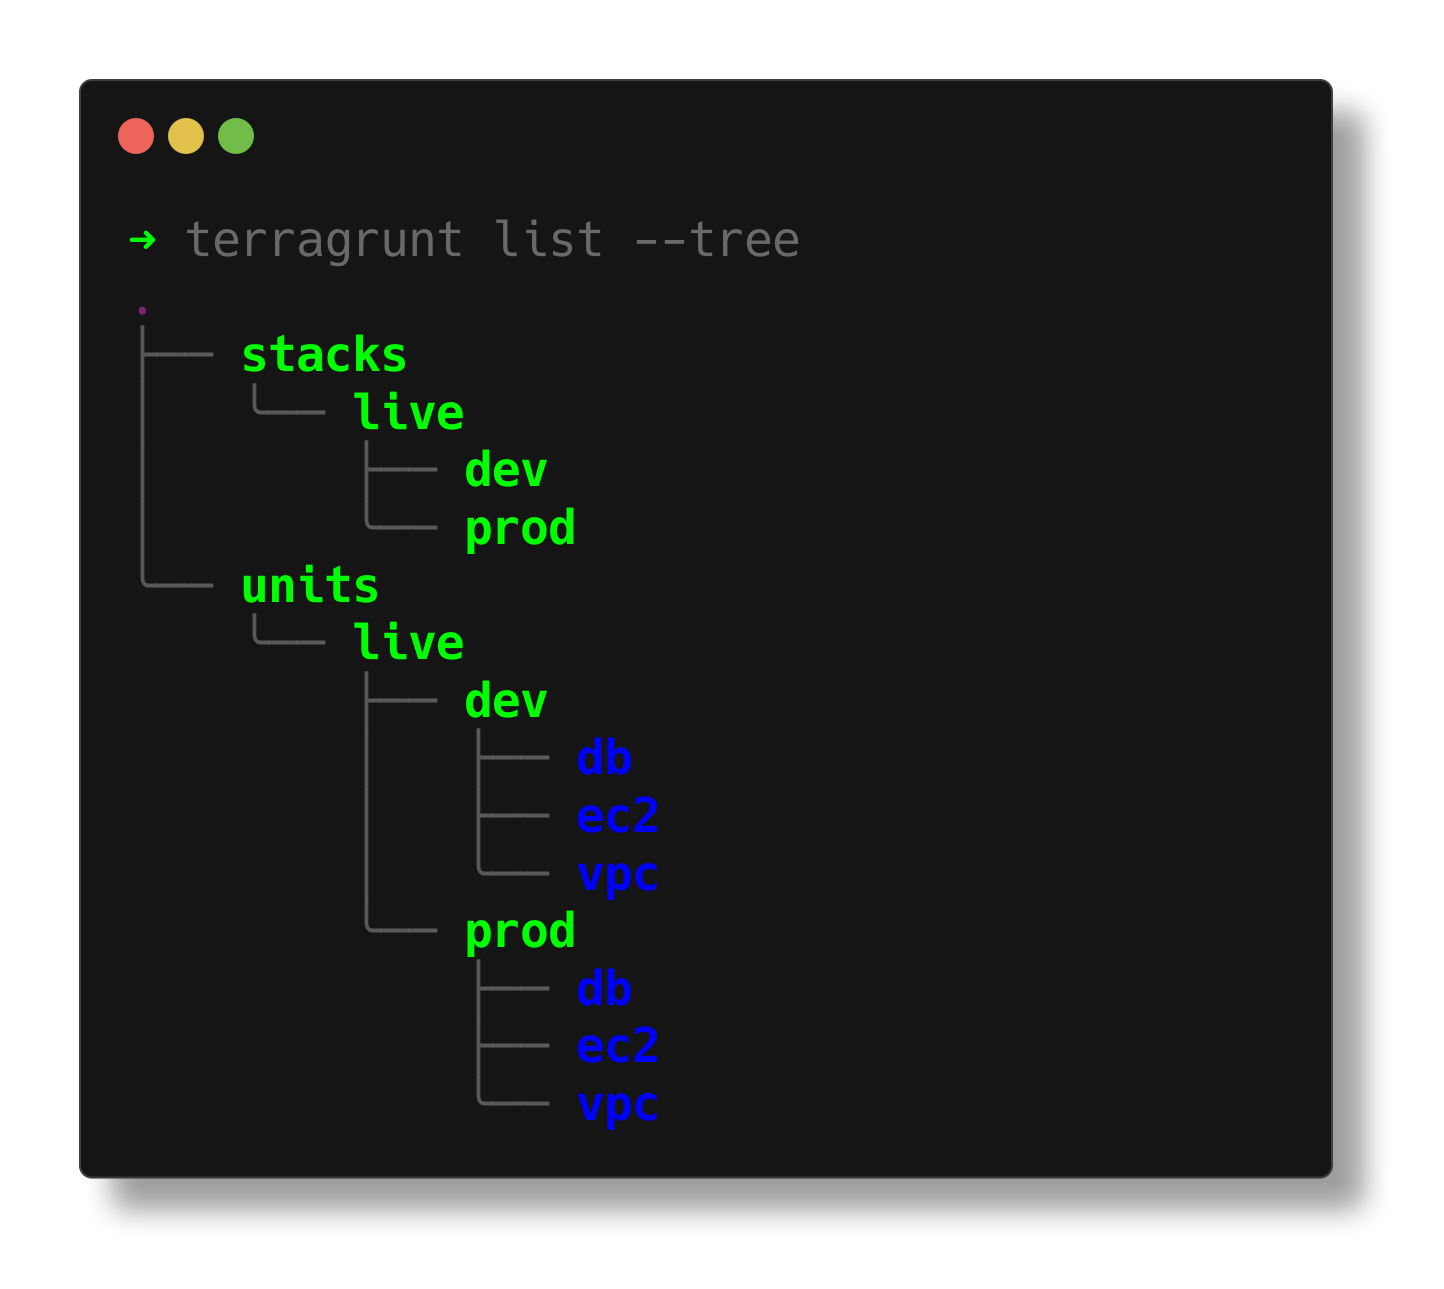 ➜ terragrunt list --tree
.
├── stacks
│   ╰── live
│       ├── dev
│       ╰── prod
╰── units
    ╰── live
        ├── dev
        │   ├── db
        │   ├── ec2
        │   ╰── vpc
        ╰── prod
            ├── db
            ├── ec2
            ╰── vpc